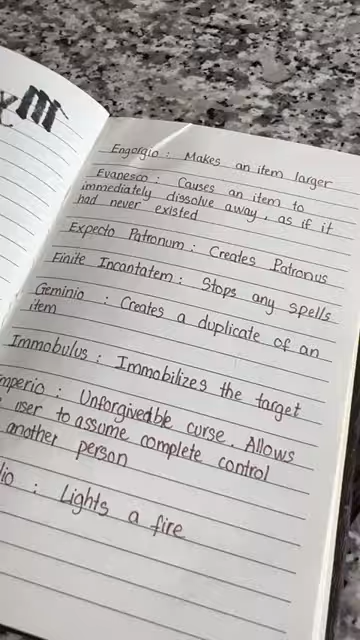 Engorgio : Makes an item larger
Evanesco : Causes an item to
immediately dissolve away, as if it
had never existed
Expecto Patronum : Creates Patronus
Finite Incantatem : Stops any spells
Geminio : Creates a duplicate of an
item
Immobulus : Immobilizes the target
mperio : Unforgiveable curse. Allows
user to assume complete control
another person
io : Lights a fire